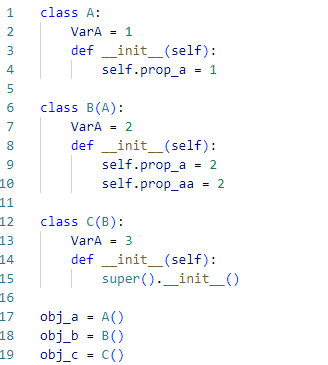 1 class A:
2     VarA = 1
3     def __init__(self):
4         self.prop_a = 1
5
6 class B(A):
7     VarA = 2
8     def __init__(self):
9         self.prop_a = 2
10         self.prop_aa = 2
11
12 class C(B):
13     VarA = 3
14     def __init__(self):
15         super().__init__()
16
17 obj_a = A()
18 obj_b = B()
19 obj_c = C()